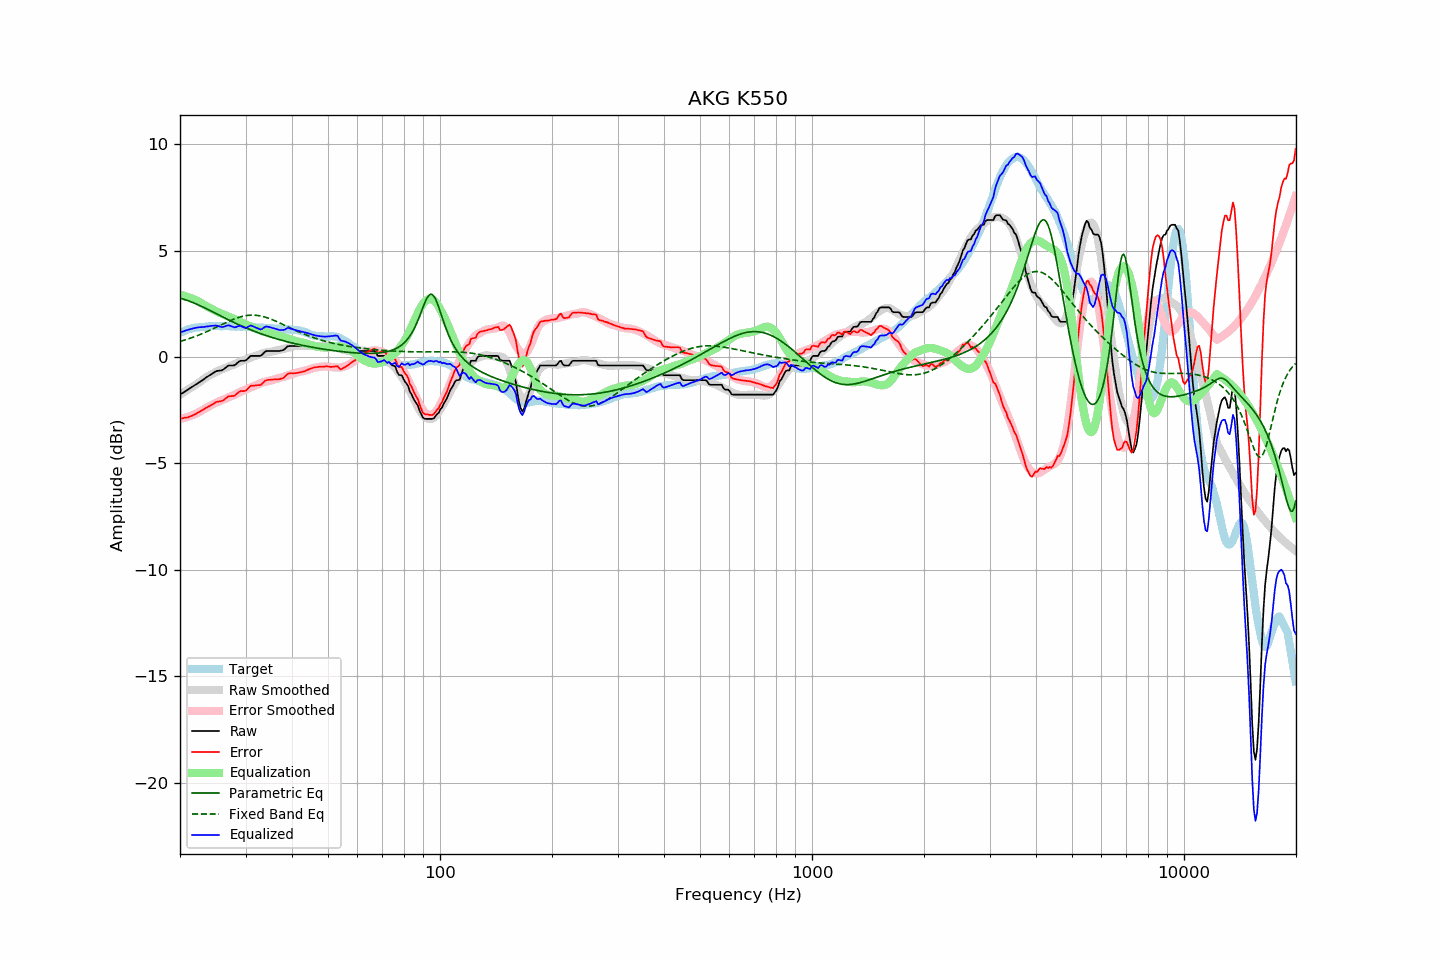 AKG K550
10
5
0
−5
−10
−15
−20
Amplitude (dBr)
Target
Raw Smoothed
Error Smoothed
Raw
Error
Equalization
Parametric Eq
Fixed Band Eq
Equalized
100
1000
10000
Frequency (Hz)